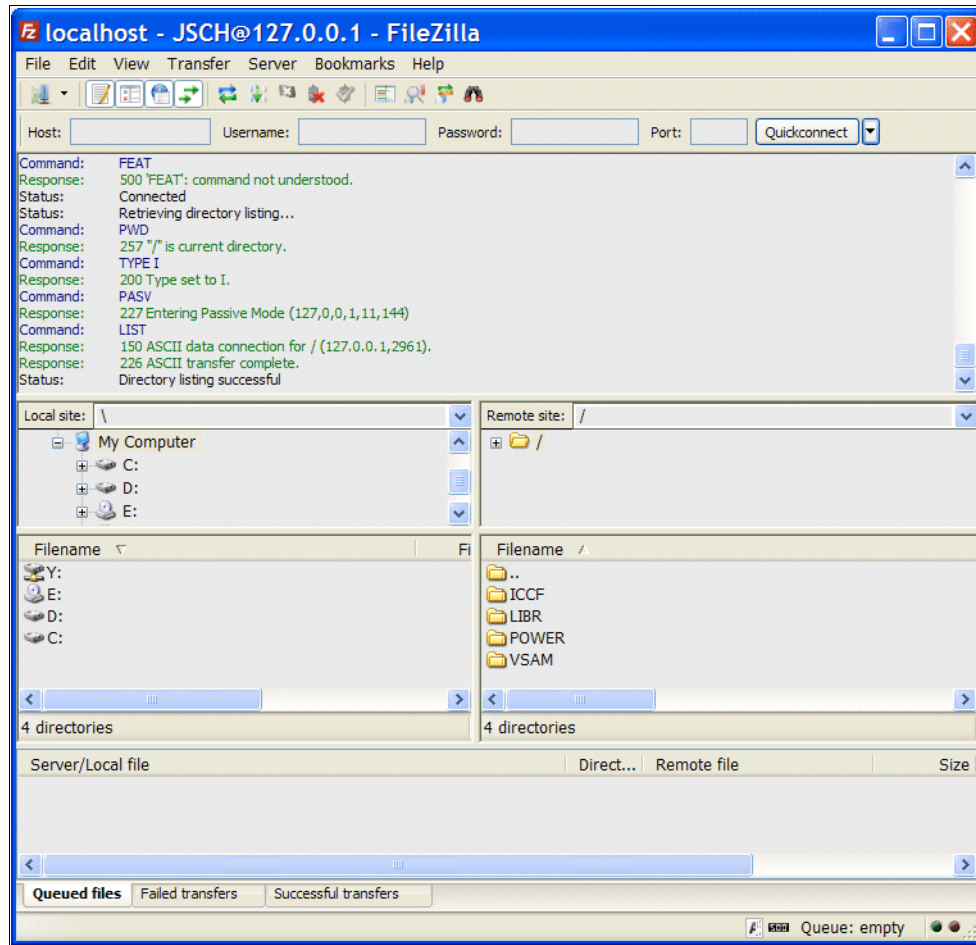 localhost - JSCH@127.0.0.1 - FileZilla
File Edit View Transfer Server Bookmarks Help
Host: Username: Password: Port: Quickconnect
Command: FEAT
Response: 500 'FEAT': command not understood.
Status: Connected
Status: Retrieving directory listing...
Command: PWD
Response: 257 "/" is current directory.
Command: TYPE I
Response: 200 Type set to I.
Command: PASV
Response: 227 Entering Passive Mode (127,0,0,1,11,144)
Command: LIST
Response: 150 ASCII data connection for / (127.0.0.1,2961).
Response: 226 ASCII transfer complete.
Status: Directory listing successful
Local site: \
My Computer
C:
D:
E:
Remote site: /
/
Filename Fi
Y:
E:
D:
C:
4 directories
Filename
..
ICCF
LIBR
POWER
VSAM
4 directories
Server/Local file Direct... Remote file Size
Queued files Failed transfers Successful transfers
Queue: empty